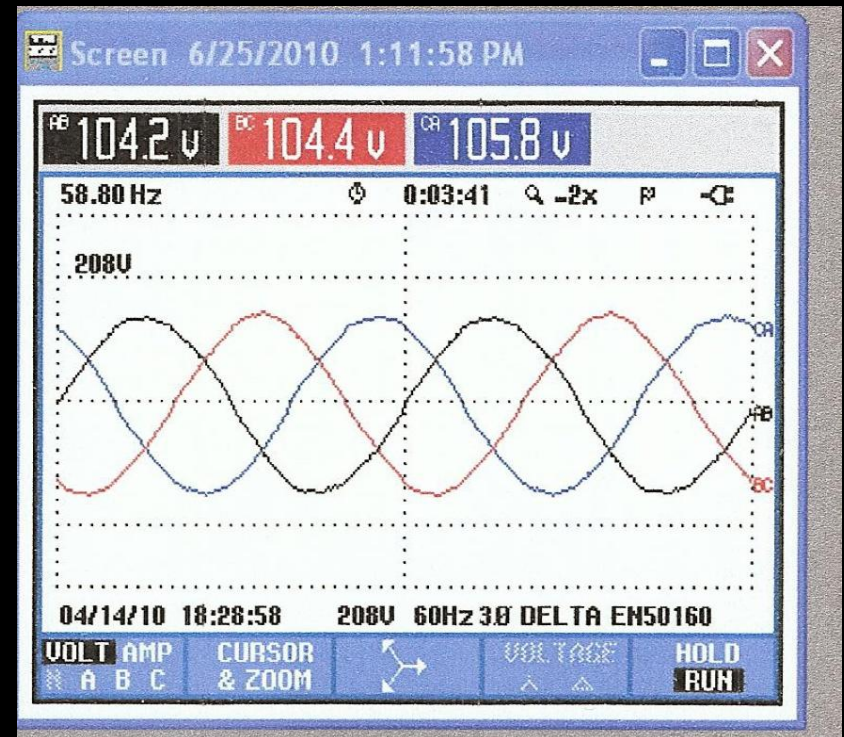 Screen 6/25/2010 1:11:58 PM
AB 104.2 V BC 104.4 V CA 105.8 V
58.80 Hz 0:03:41 -2x
208V
CA
AB
BC
04/14/10 18:28:58 208V 60Hz 3Ø DELTA EN50160
VOLT AMP CURSOR VOLTAGE HOLD
N A B C & ZOOM RUN